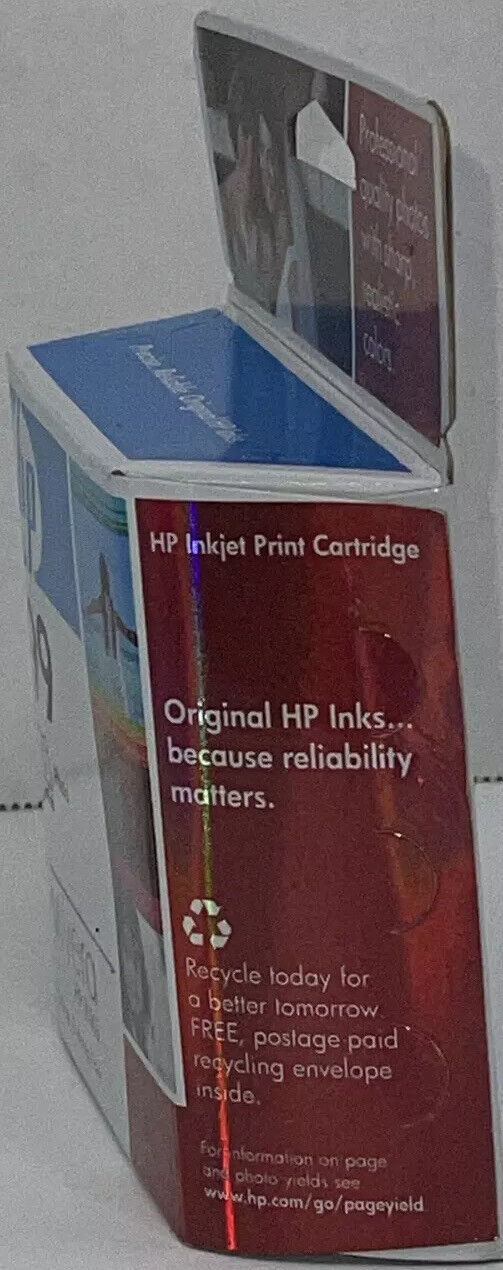 Professional
quality photos
with sharp,
realistic
colors.
HP Inkjet Print Cartridge
Original HP Inks...
because reliability
matters.
Recycle today for
a better tomorrow.
FREE, postage-paid
recycling envelope
inside.
For information on page
and photo yields see
www.hp.com/go/pageyield